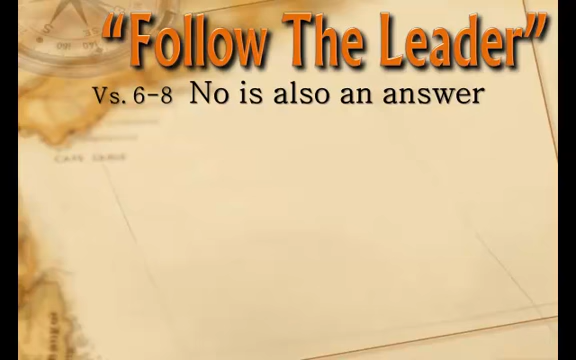 “Follow The Leader”
Vs. 6-8 No is also an answer